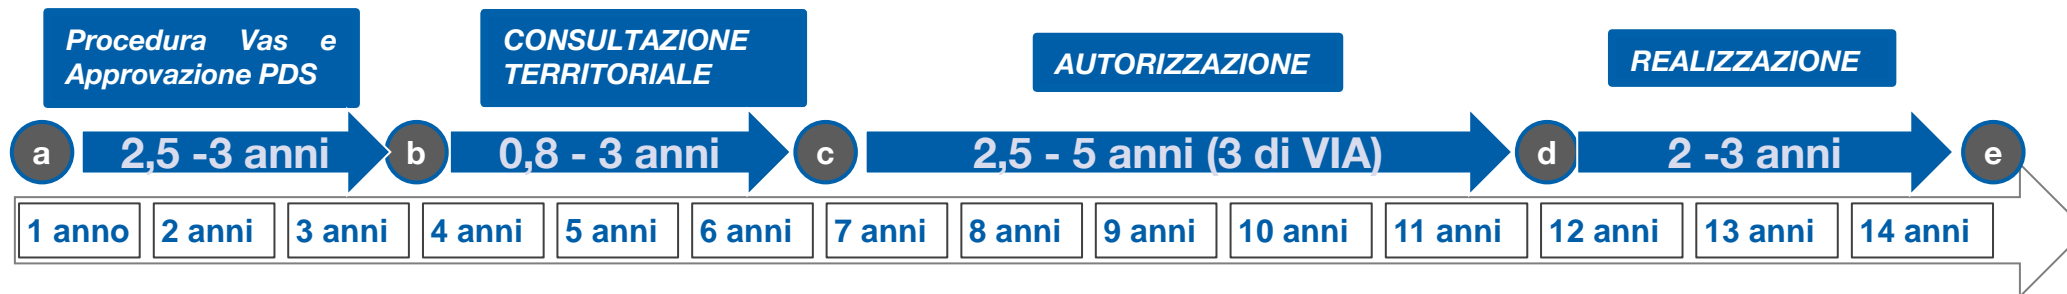 Procedura Vas e
Approvazione PDS
CONSULTAZIONE
TERRITORIALE
AUTORIZZAZIONE
REALIZZAZIONE
a
2,5 -3 anni
b
0,8 - 3 anni
c
2,5 - 5 anni (3 di VIA)
d
2 -3 anni
e
1 anno
2 anni
3 anni
4 anni
5 anni
6 anni
7 anni
8 anni
9 anni
10 anni
11 anni
12 anni
13 anni
14 anni